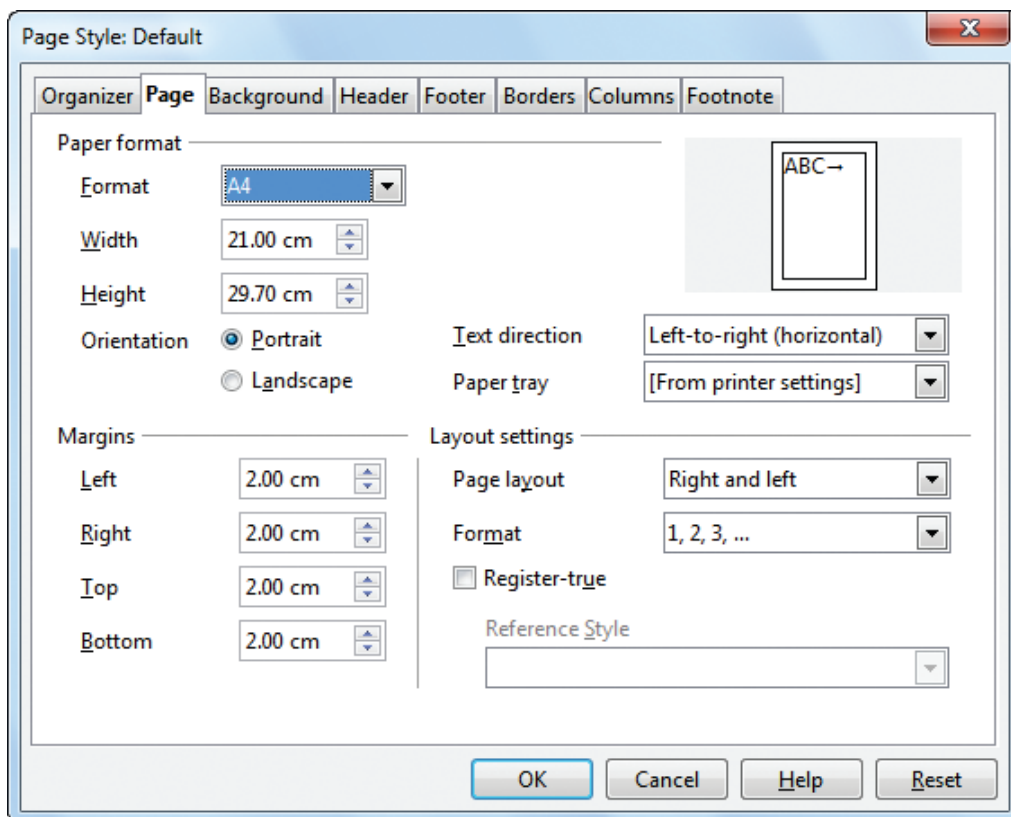 Page Style: Default
Organizer Page Background Header Footer Borders Columns Footnote
Paper format
ABC→
Format A4
Width 21.00 cm
Height 29.70 cm
Orientation Portrait
Landscape
Text direction Left-to-right (horizontal)
Paper tray [From printer settings]
Margins
Left 2.00 cm
Right 2.00 cm
Top 2.00 cm
Bottom 2.00 cm
Layout settings
Page layout Right and left
Format 1, 2, 3, ...
Register-true
Reference Style
OK Cancel Help Reset